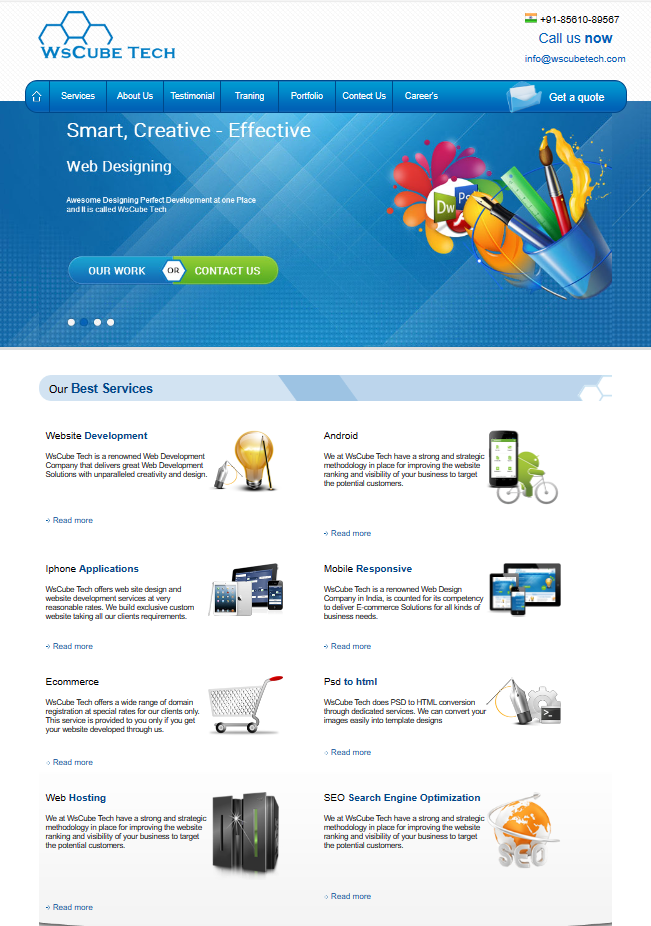 WsCube Tech
+91-85610-89567
Call us now
info@wscubetech.com
Services
About Us
Testimonial
Traning
Portfolio
Contect Us
Career's
Get a quote
Smart, Creative - Effective
Web Designing
Awesome Designing Perfect Development at one Place
and It is called WsCube Tech
Dw
Ps
OUR WORK
OR
CONTACT US
Our Best Services
Website Development
WsCube Tech is a renowned Web Development
Company that delivers great Web Development
Solutions with unparalleled creativity and design.
Read more
Android
We at WsCube Tech have a strong and strategic
methodology in place for improving the website
ranking and visibility of your business to target
the potential customers.
Read more
Iphone Applications
WsCube Tech offers web site design and
website development services at very
reasonable rates. We build exclusive custom
website taking all our clients requirements.
Read more
Mobile Responsive
WsCube Tech is a renowned Web Design
Company in India, is counted for its competency
to deliver E-commerce Solutions for all kinds of
business needs.
Read more
Ecommerce
WsCube Tech offers a wide range of domain
registration at special rates for our clients only.
This service is provided to you only if you get
your website developed through us.
Read more
Psd to html
WsCube Tech does PSD to HTML conversion
through dedicated services. We can convert your
images easily into template designs
>_
Read more
Web Hosting
We at WsCube Tech have a strong and strategic
methodology in place for improving the website
ranking and visibility of your business to target
the potential customers.
Read more
SEO Search Engine Optimization
We at WsCube Tech have a strong and strategic
methodology in place for improving the website
ranking and visibility of your business to target
the potential customers.
SEO
Read more